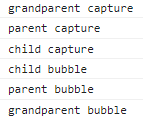 grandparent capture
parent capture
child capture
child bubble
parent bubble
grandparent bubble